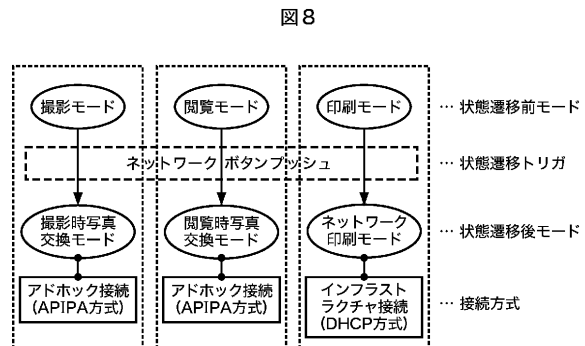 図8
撮影モード 閲覧モード 印刷モード … 状態遷移前モード
ネットワーク ボタンプッシュ … 状態遷移トリガ
撮影時写真 閲覧時写真 ネットワーク
交換モード 交換モード 印刷モード
… 状態遷移後モード
アドホック接続 アドホック接続 インフラスト
(APIPA方式) (APIPA方式) ラクチャ接続
(DHCP方式)
… 接続方式